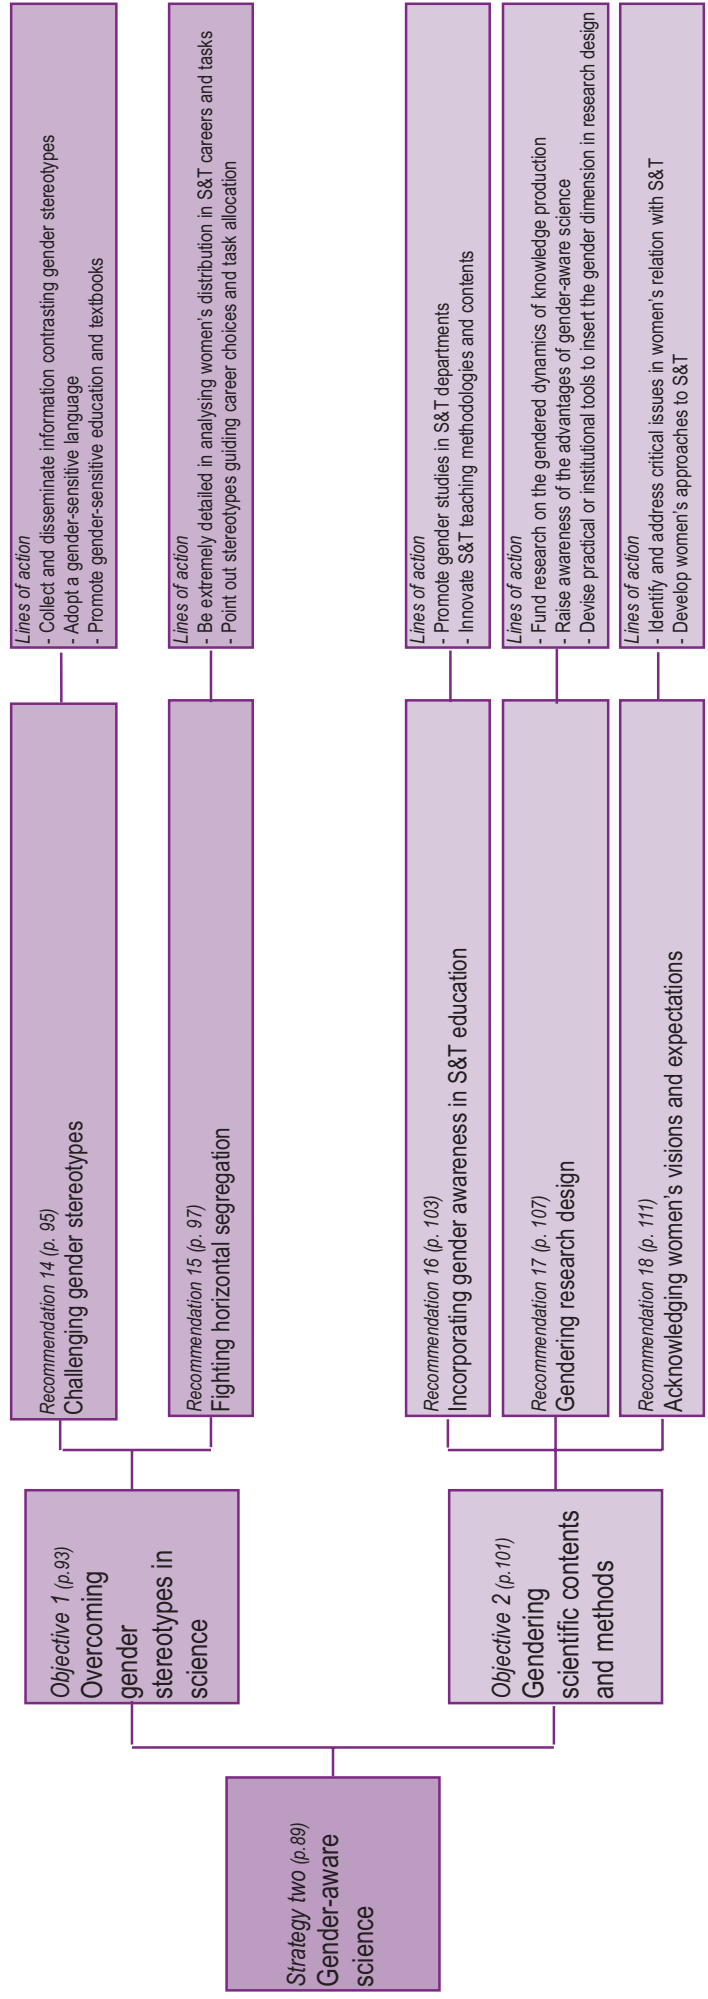 Strategy two (p.89)
Gender-aware
science
Objective 1 (p.93)
Overcoming
gender
stereotypes in
science
Recommendation 14 (p. 95)
Challenging gender stereotypes
Lines of action
- Collect and disseminate information contrasting gender stereotypes
- Adopt a gender-sensitive language
- Promote gender-sensitive education and textbooks
Recommendation 15 (p. 97)
Fighting horizontal segregation
Lines of action
- Be extremely detailed in analysing women's distribution in S&T careers and tasks
- Point out stereotypes guiding career choices and task allocation
Objective 2 (p.101)
Gendering
scientific contents
and methods
Recommendation 16 (p. 103)
Incorporating gender awareness in S&T education
Lines of action
- Promote gender studies in S&T departments
- Innovate S&T teaching methodologies and contents
Recommendation 17 (p. 107)
Gendering research design
Lines of action
- Fund research on the gendered dynamics of knowledge production
- Raise awareness of the advantages of gender-aware science
- Devise practical or institutional tools to insert the gender dimension in research design
Recommendation 18 (p. 111)
Acknowledging women's visions and expectations
Lines of action
- Identify and address critical issues in women's relation with S&T
- Develop women's approaches to S&T